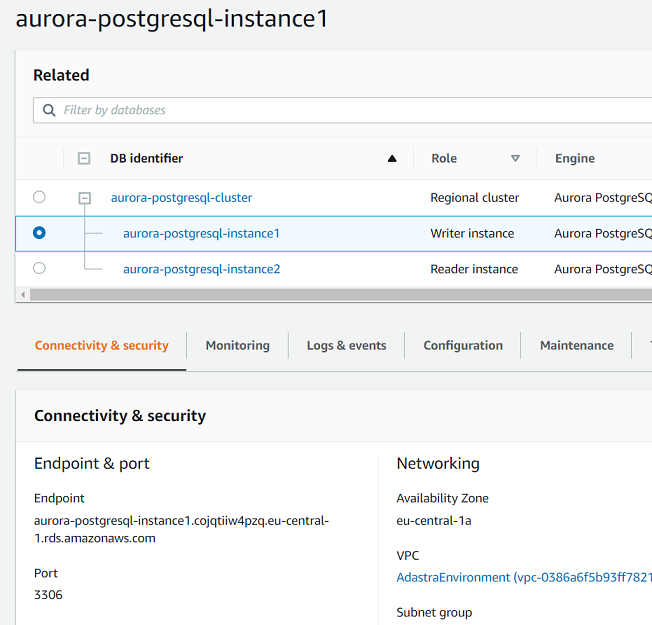 aurora-postgresql-instance1
Related
Filter by databases
DB identifier Role Engine
aurora-postgresql-cluster Regional cluster Aurora PostgreSQ
aurora-postgresql-instance1 Writer instance Aurora PostgreSQ
aurora-postgresql-instance2 Reader instance Aurora PostgreSQ
Connectivity & security Monitoring Logs & events Configuration Maintenance
Connectivity & security
Endpoint & port
Endpoint
aurora-postgresql-instance1.cojqtiiw4pzq.eu-central-
1.rds.amazonaws.com
Port
3306
Networking
Availability Zone
eu-central-1a
VPC
AdastraEnvironment (vpc-0386a6f5b93ff7821
Subnet group